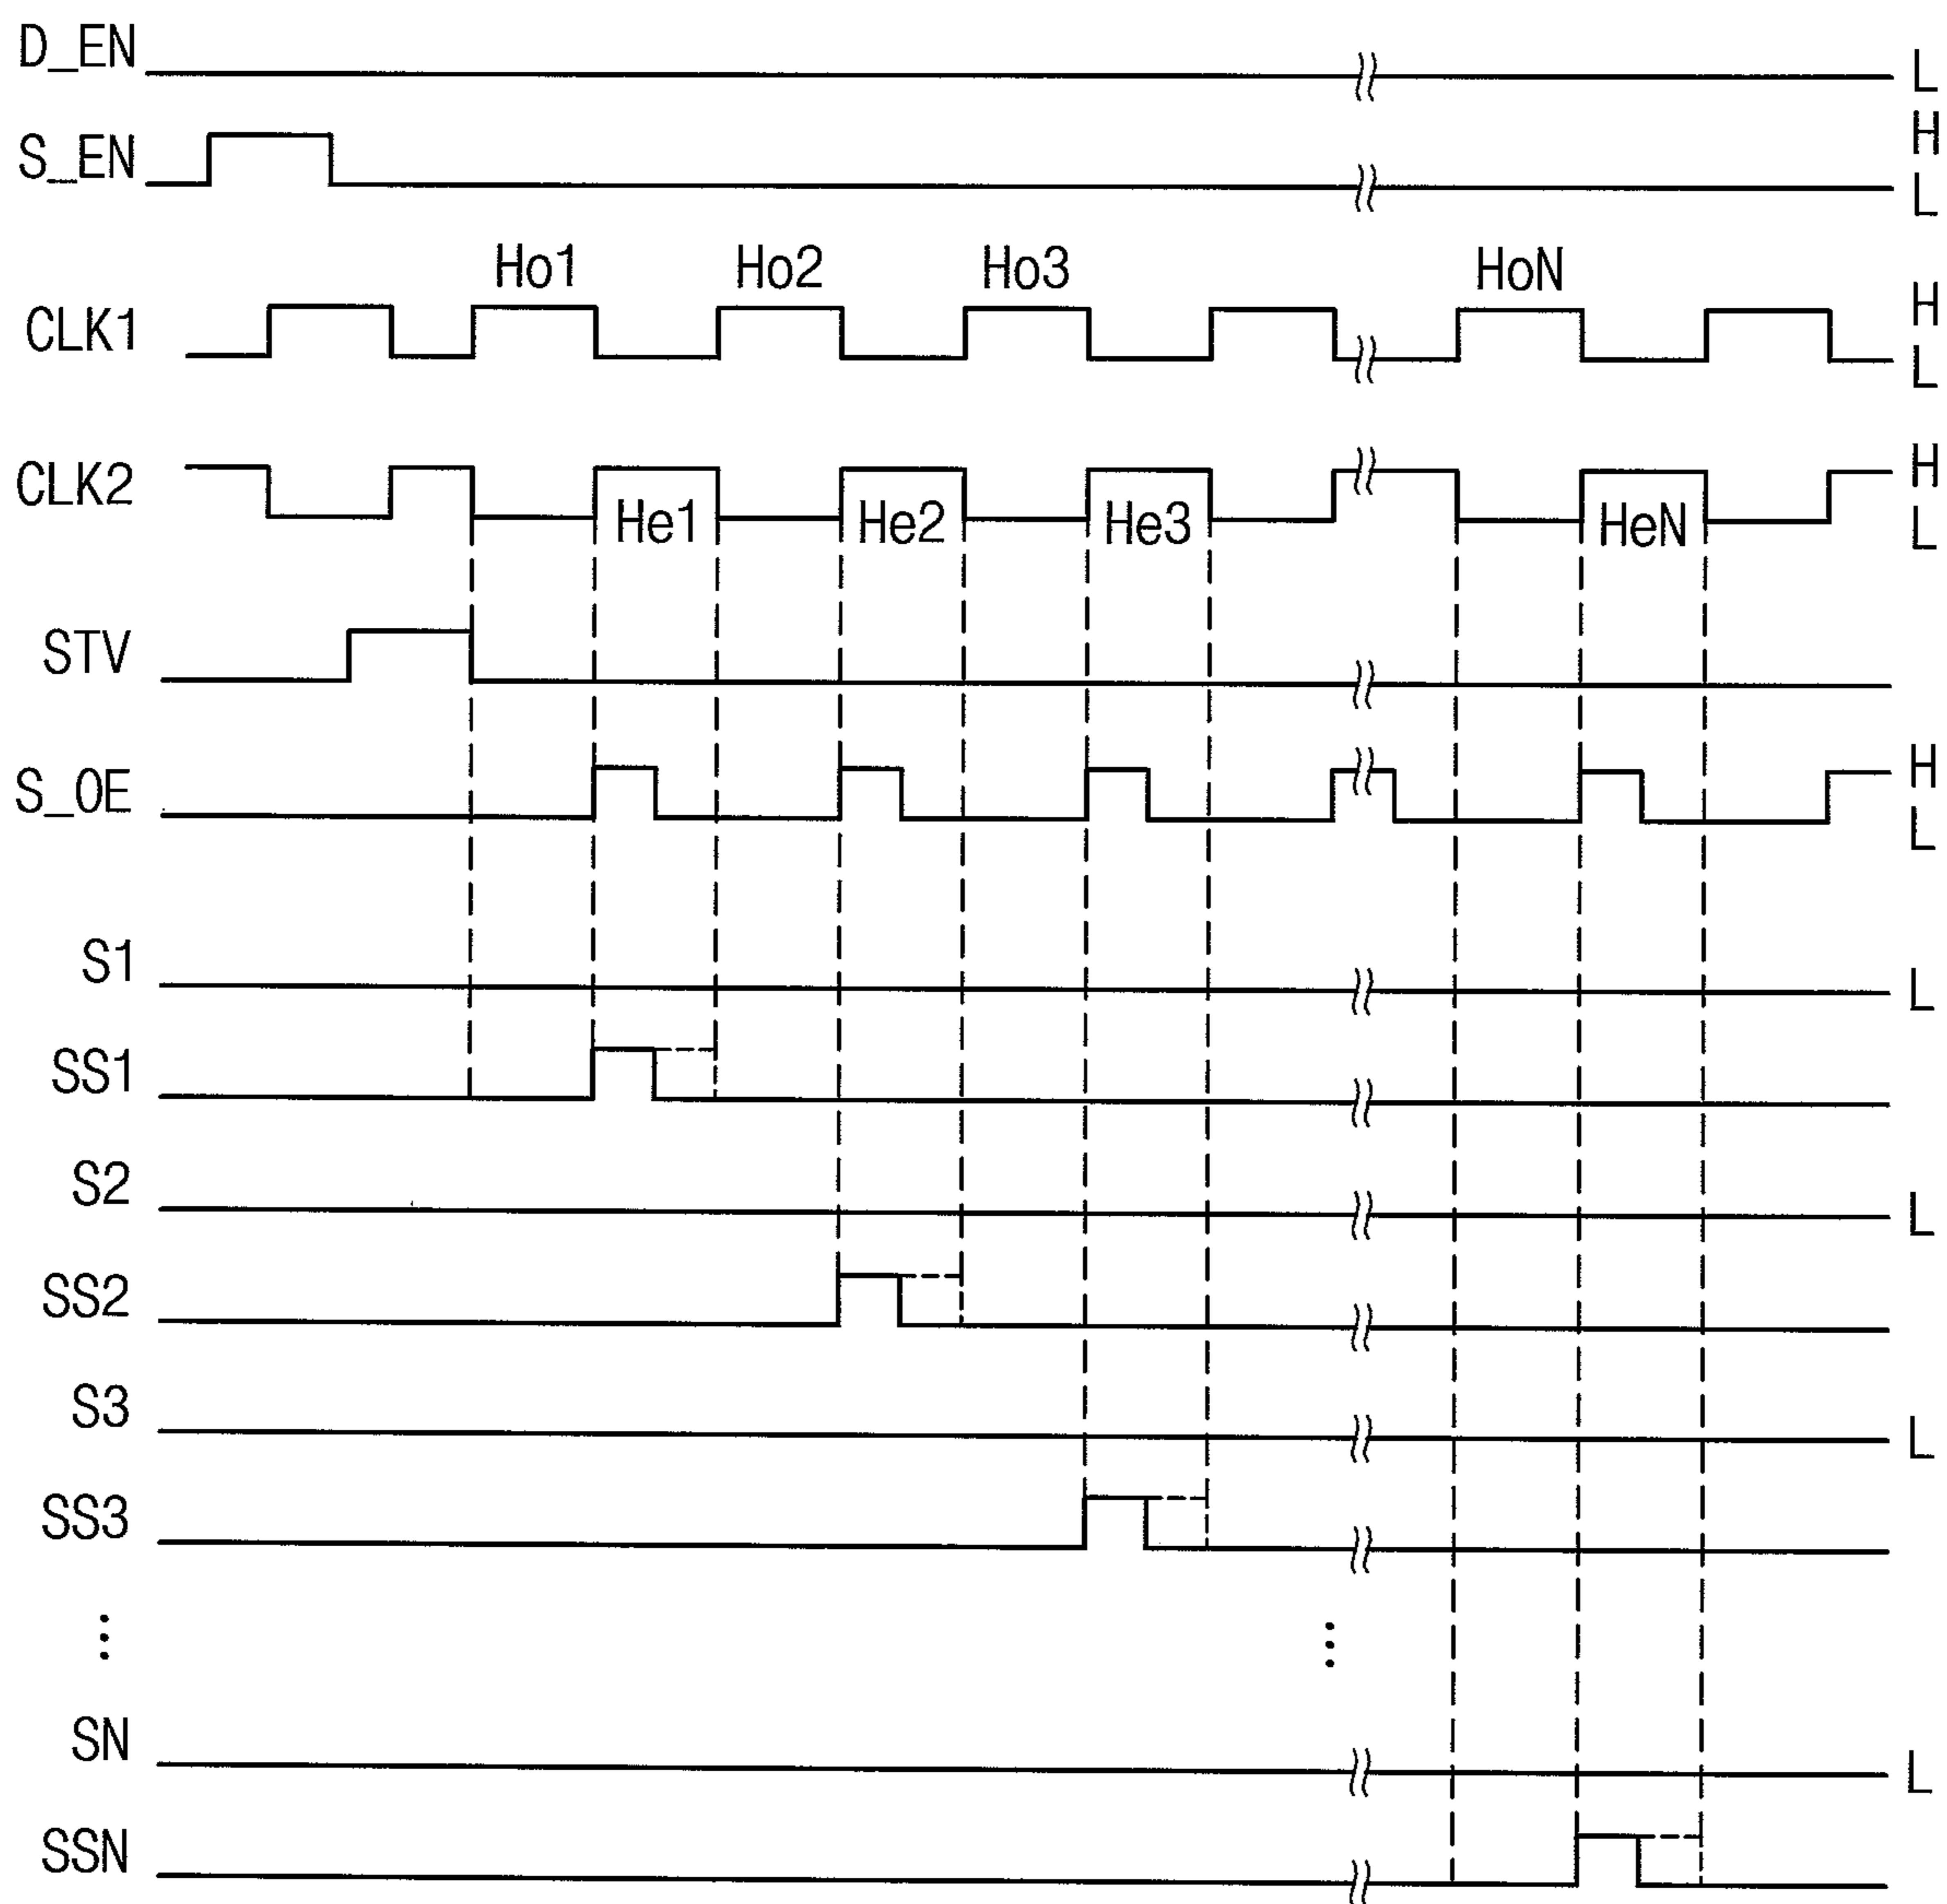 D_EN L
S_EN H L
Ho1 Ho2 Ho3 HoN
CLK1 H L
CLK2 H L
He1 He2 He3 HeN
STV
S_OE H L
S1 L
SS1
S2 L
SS2
S3 L
SS3
⋮ ⋮
SN L
SSN